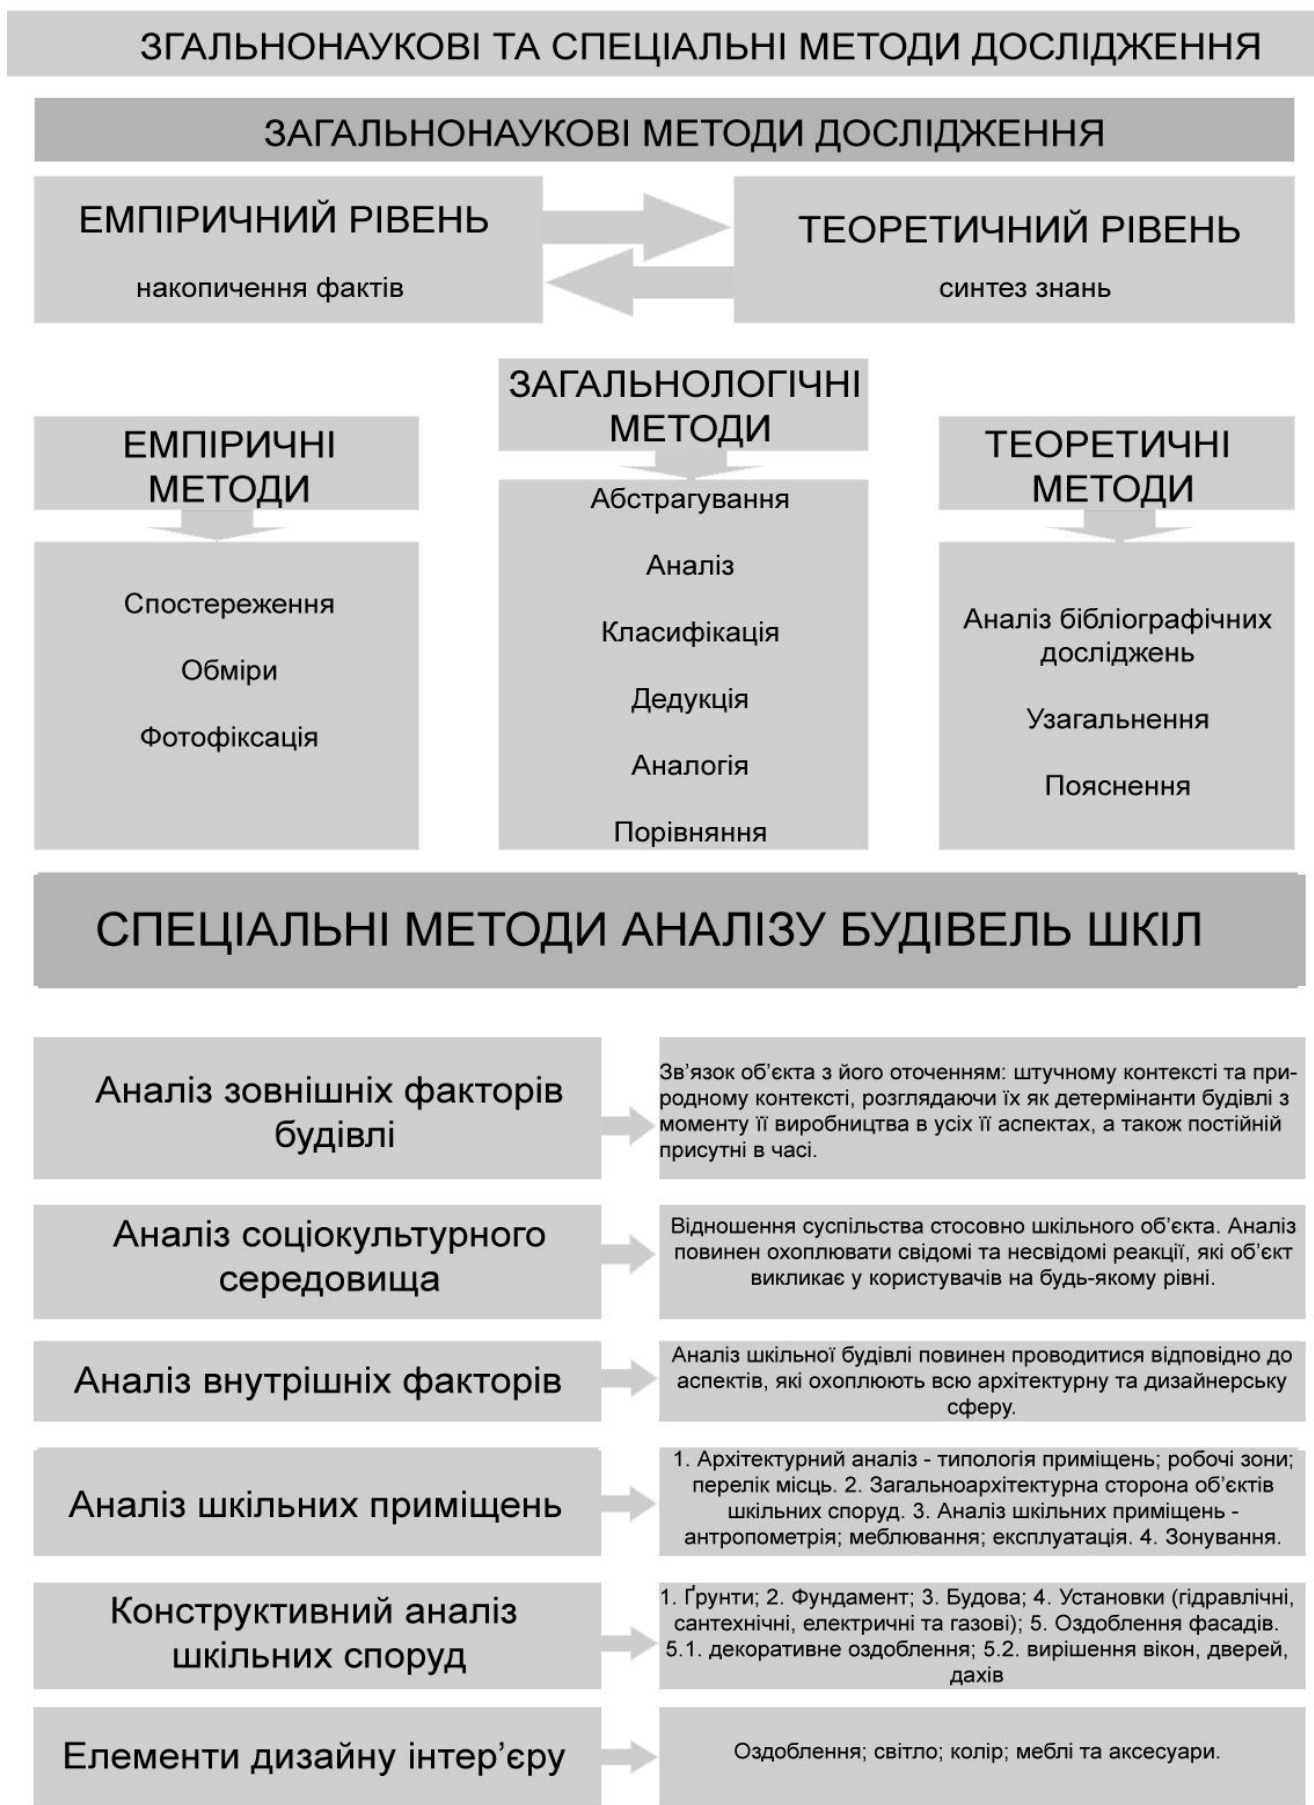 ЗГАЛЬНОНАУКОВІ ТА СПЕЦІАЛЬНІ МЕТОДИ ДОСЛІДЖЕННЯ
ЗАГАЛЬНОНАУКОВІ МЕТОДИ ДОСЛІДЖЕННЯ
ЕМПІРИЧНИЙ РІВЕНЬ
накопичення фактів
ТЕОРЕТИЧНИЙ РІВЕНЬ
синтез знань
ЕМПІРИЧНІ
МЕТОДИ
Спостереження
Обміри
Фотофіксація
ЗАГАЛЬНОЛОГІЧНІ
МЕТОДИ
Абстрагування
Аналіз
Класифікація
Дедукція
Аналогія
Порівняння
ТЕОРЕТИЧНІ
МЕТОДИ
Аналіз бібліографічних
досліджень
Узагальнення
Пояснення
СПЕЦІАЛЬНІ МЕТОДИ АНАЛІЗУ БУДІВЕЛЬ ШКІЛ
Аналіз зовнішніх факторів
будівлі
Зв’язок об’єкта з його оточенням: штучному контексті та при-
родному контексті, розглядаючи їх як детермінанти будівлі з
моменту її виробництва в усіх її аспектах, а також постійній
присутні в часі.
Аналіз соціокультурного
середовища
Відношення суспільства стосовно шкільного об’єкта. Аналіз
повинен охоплювати свідомі та несвідомі реакції, які об’єкт
викликає у користувачів на будь-якому рівні.
Аналіз внутрішніх факторів
Аналіз шкільної будівлі повинен проводитися відповідно до
аспектів, які охоплюють всю архітектурну та дизайнерську
сферу.
Аналіз шкільних приміщень
1. Архітектурний аналіз - типологія приміщень; робочі зони;
перелік місць. 2. Загальноархітектурна сторона об’єктів
шкільних споруд. 3. Аналіз шкільних приміщень -
антропометрія; меблювання; експлуатація. 4. Зонування.
Конструктивний аналіз
шкільних споруд
1. Ґрунти; 2. Фундамент; 3. Будова; 4. Установки (гідравлічні,
сантехнічні, електричні та газові); 5. Оздоблення фасадів.
5.1. декоративне оздоблення; 5.2. вирішення вікон, дверей,
дахів
Елементи дизайну інтер’єру
Оздоблення; світло; колір; меблі та аксесуари.